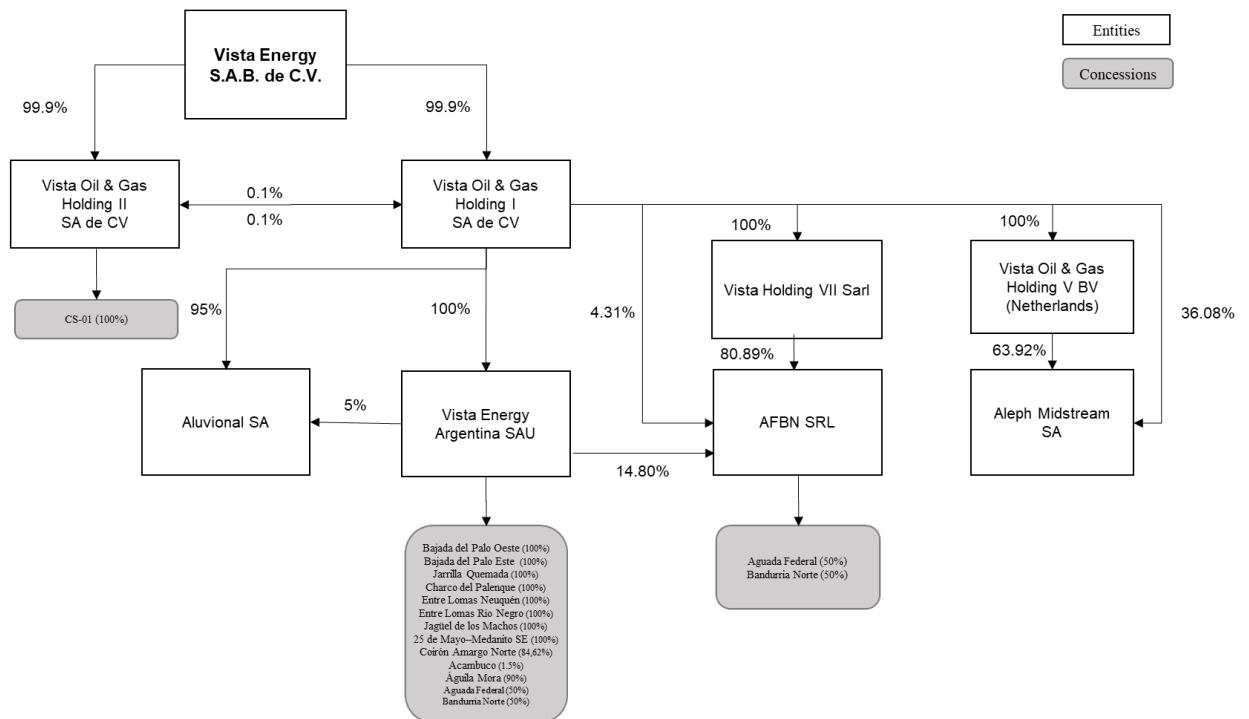 Vista Energy
S.A.B. de C.V.
Entities
Concessions
99.9%
99.9%
Vista Oil & Gas
Holding II
SA de CV
0.1%
0.1%
Vista Oil & Gas
Holding I
SA de CV
100%
100%
Vista Holding VII Sarl
Vista Oil & Gas
Holding V BV
(Netherlands)
CS-01 (100%)
95%
100%
4.31%
36.08%
80.89%
63.92%
Aluvional SA
5%
Vista Energy
Argentina SAU
14.80%
AFBN SRL
Aleph Midstream
SA
Bajada del Palo Oeste (100%)
Bajada del Palo Este (100%)
Jarrilla Quemada (100%)
Charco del Palenque (100%)
Entre Lomas Neuquén (100%)
Entre Lomas Río Negro (100%)
Jagüel de los Machos (100%)
25 de Mayo–Medanito SE (100%)
Coirón Amargo Norte (84,62%)
Acambuco (1.5%)
Águila Mora (90%)
Aguada Federal (50%)
Bandurria Norte (50%)
Aguada Federal (50%)
Bandurria Norte (50%)